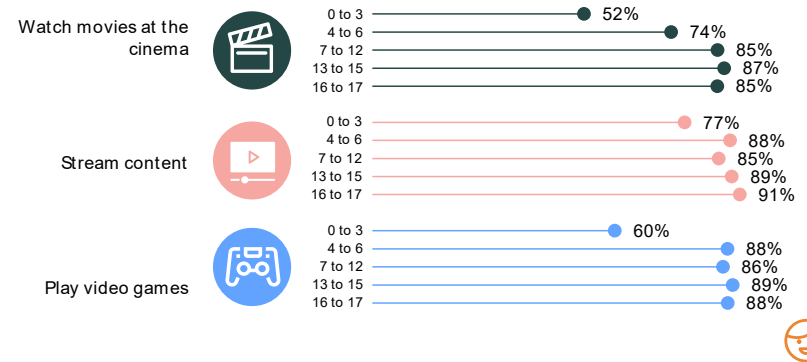 Watch movies at the
cinema
0 to 3 52%
4 to 6 74%
7 to 12 85%
13 to 15 87%
16 to 17 85%
Stream content
0 to 3 77%
4 to 6 88%
7 to 12 85%
13 to 15 89%
16 to 17 91%
Play video games
0 to 3 60%
4 to 6 88%
7 to 12 86%
13 to 15 89%
16 to 17 88%